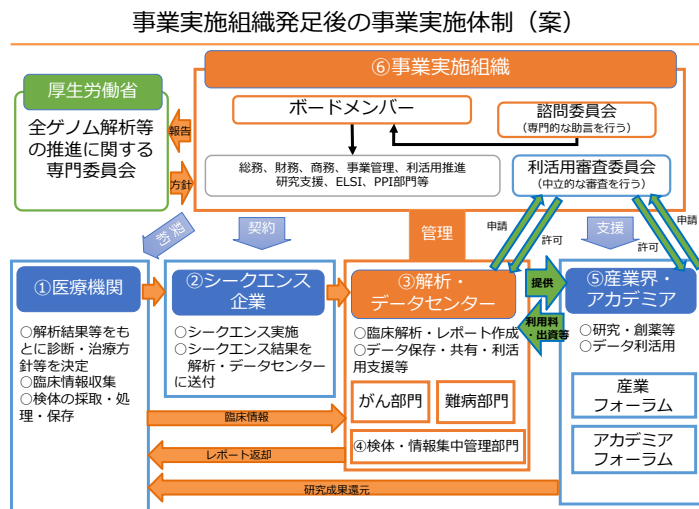 事業実施組織発足後の事業実施体制（案）
厚生労働省
全ゲノム解析等
の推進に関する
専門委員会
報告
方針
⑥事業実施組織
ボードメンバー
諮問委員会
（専門的な助言を行う）
総務、財務、商務、事業管理、利活用推進
研究支援、ELSI、PPI部門等
利活用審査委員会
（中立的な審査を行う）
契約
契約
管理
申請
許可
支援
許可
申請
①医療機関
○解析結果等をも
とに診断・治療方
針等を決定
○臨床情報収集
○検体の採取・処
理・保存
②シークエンス
企業
○シークエンス実施
○シークエンス結果を
解析・データセンター
に送付
③解析・
データセンター
○臨床解析・レポート作成
○データ保存・共有・利活
用支援等
がん部門
難病部門
④検体・情報集中管理部門
提供
利用料
・出資等
⑤産業界・
アカデミア
○研究・創薬等
○データ利活用
産業
フォーラム
アカデミア
フォーラム
臨床情報
レポート返却
研究成果還元